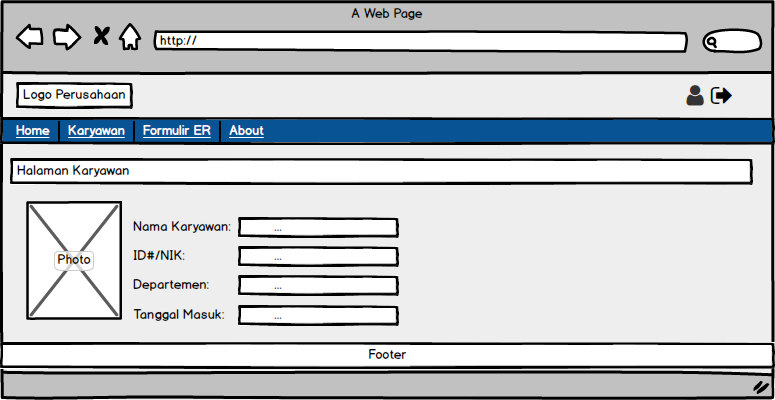 A Web Page
http://
Logo Perusahaan
Home Karyawan Formulir ER About
Halaman Karyawan
Photo
Nama Karyawan: ...
ID#/NIK: ...
Departemen: ...
Tanggal Masuk: ...
Footer